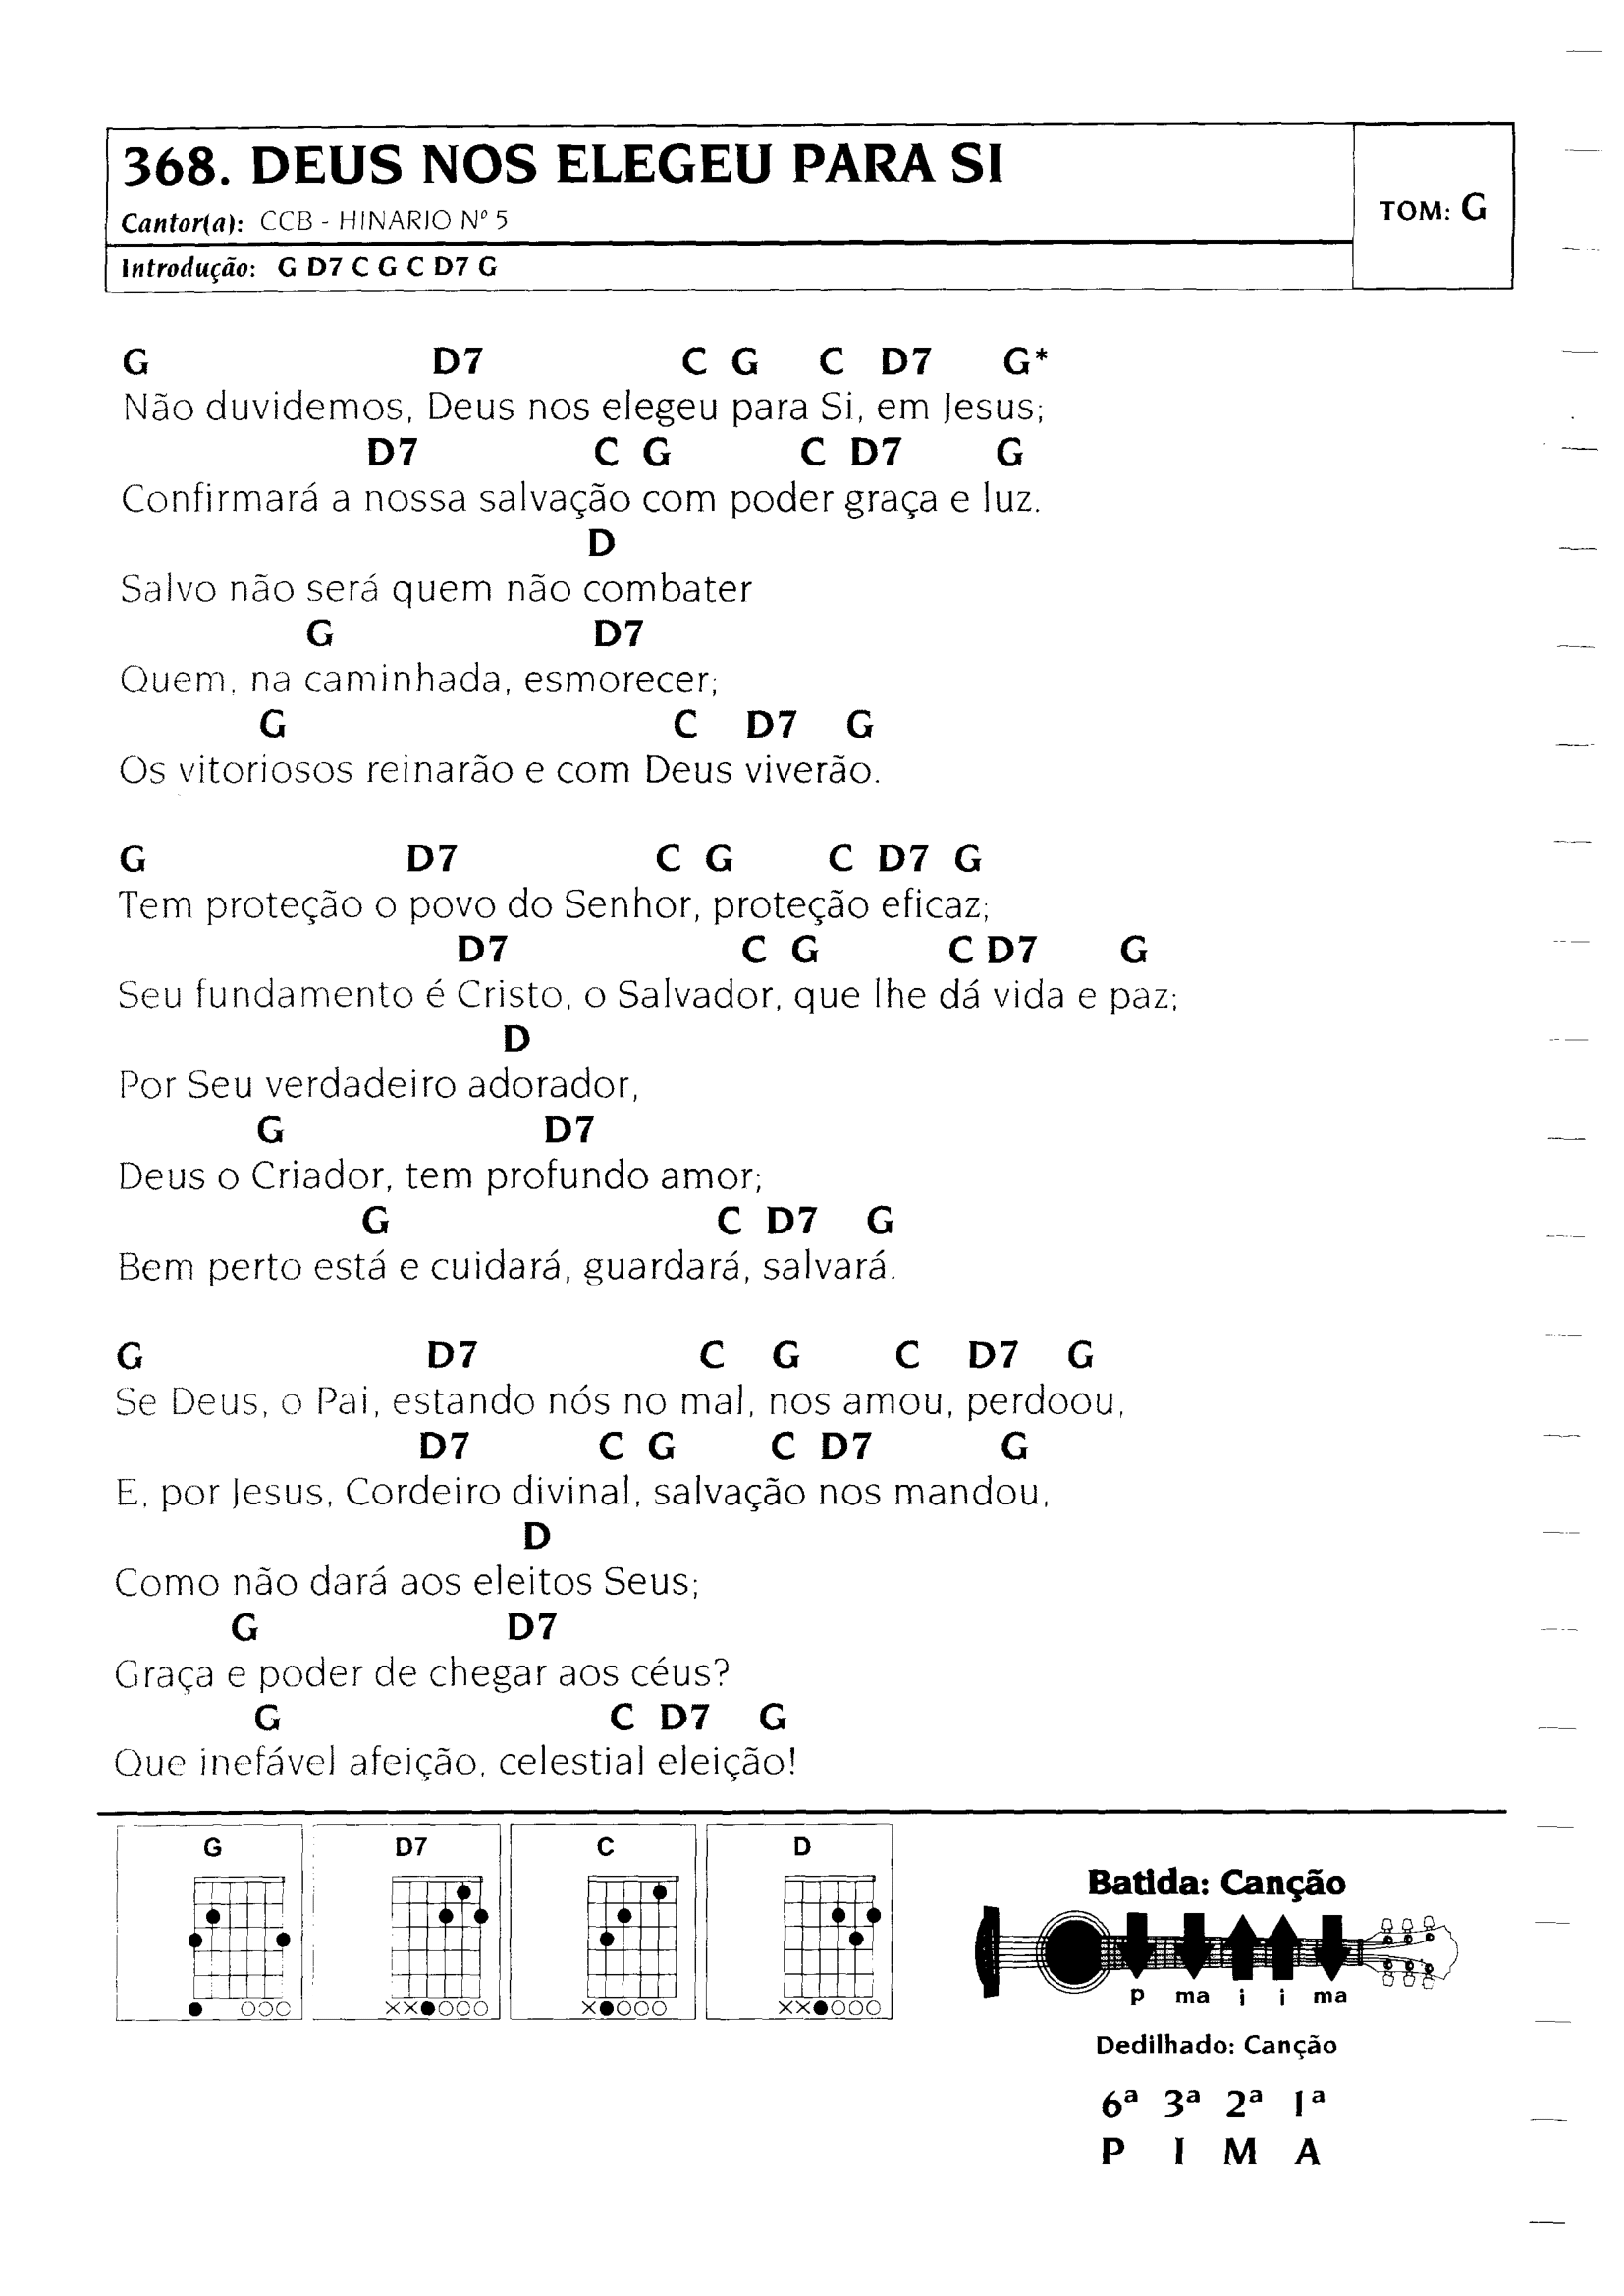 368. DEUS NOS ELEGEU PARA SI
Cantor(a): CCB - HINARIO Nº 5
TOM: G
Introdução: G D7 C G C D7 G
G D7 C G C D7 G*
Não duvidemos, Deus nos elegeu para Si, em Jesus;
D7 C G C D7 G
Confirmará a nossa salvação com poder graça e luz.
D
Salvo não será quem não combater
G D7
Quem, na caminhada, esmorecer;
G C D7 G
Os vitoriosos reinarão e com Deus viverão.
G D7 C G C D7 G
Tem proteção o povo do Senhor, proteção eficaz;
D7 C G C D7 G
Seu fundamento é Cristo, o Salvador, que lhe dá vida e paz;
D
Por Seu verdadeiro adorador,
G D7
Deus o Criador, tem profundo amor;
G C D7 G
Bem perto está e cuidará, guardará, salvará.
G D7 C G C D7 G
Se Deus, o Pai, estando nós no mal, nos amou, perdoou,
D7 C G C D7 G
E, por Jesus, Cordeiro divinal, salvação nos mandou,
D
Como não dará aos eleitos Seus;
G D7
Graça e poder de chegar aos céus?
G C D7 G
Que inefável afeição, celestial eleição!
G D7 C D
Batida: Canção
p ma i i ma
Dedilhado: Canção
6ª 3ª 2ª 1ª
P I M A